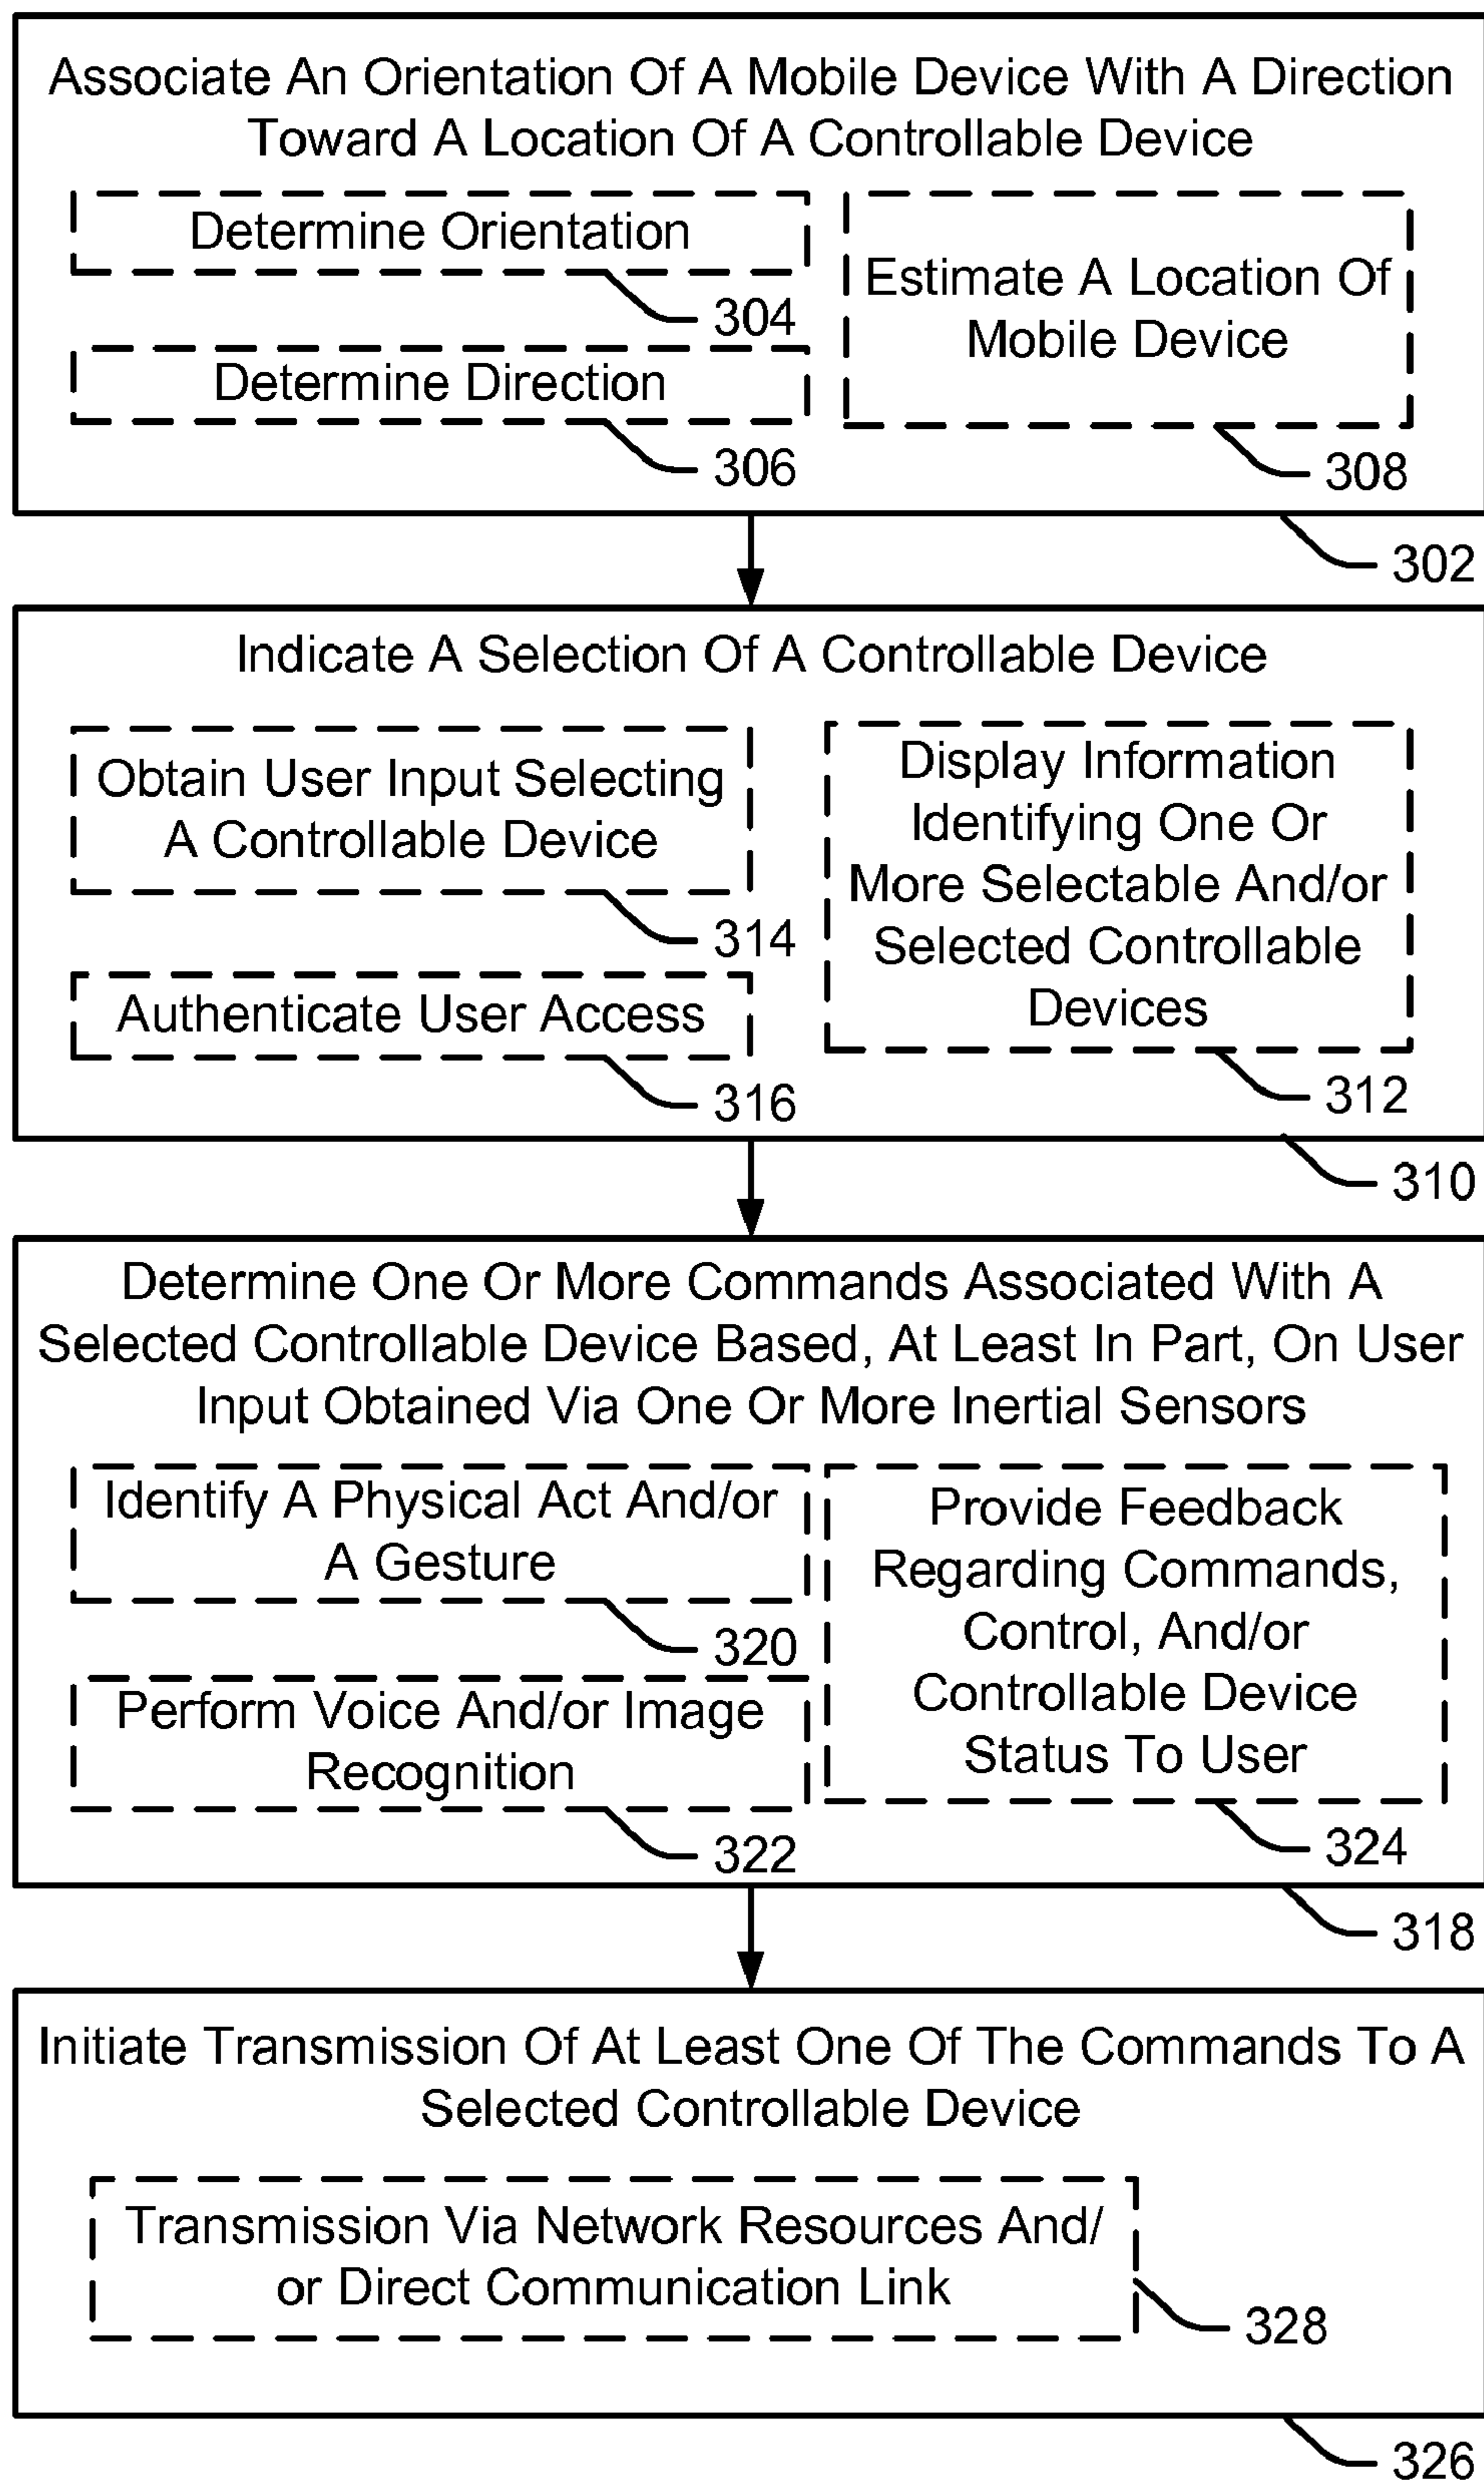 Associate An Orientation Of A Mobile Device With A Direction
Toward A Location Of A Controllable Device
Determine Orientation
304
Determine Direction
306
Estimate A Location Of
Mobile Device
308
302
Indicate A Selection Of A Controllable Device
Obtain User Input Selecting
A Controllable Device
314
Authenticate User Access
316
Display Information
Identifying One Or
More Selectable And/or
Selected Controllable
Devices
312
310
Determine One Or More Commands Associated With A
Selected Controllable Device Based, At Least In Part, On User
Input Obtained Via One Or More Inertial Sensors
Identify A Physical Act And/or
A Gesture
320
Perform Voice And/or Image
Recognition
322
Provide Feedback
Regarding Commands,
Control, And/or
Controllable Device
Status To User
324
318
Initiate Transmission Of At Least One Of The Commands To A
Selected Controllable Device
Transmission Via Network Resources And/
or Direct Communication Link
328
326